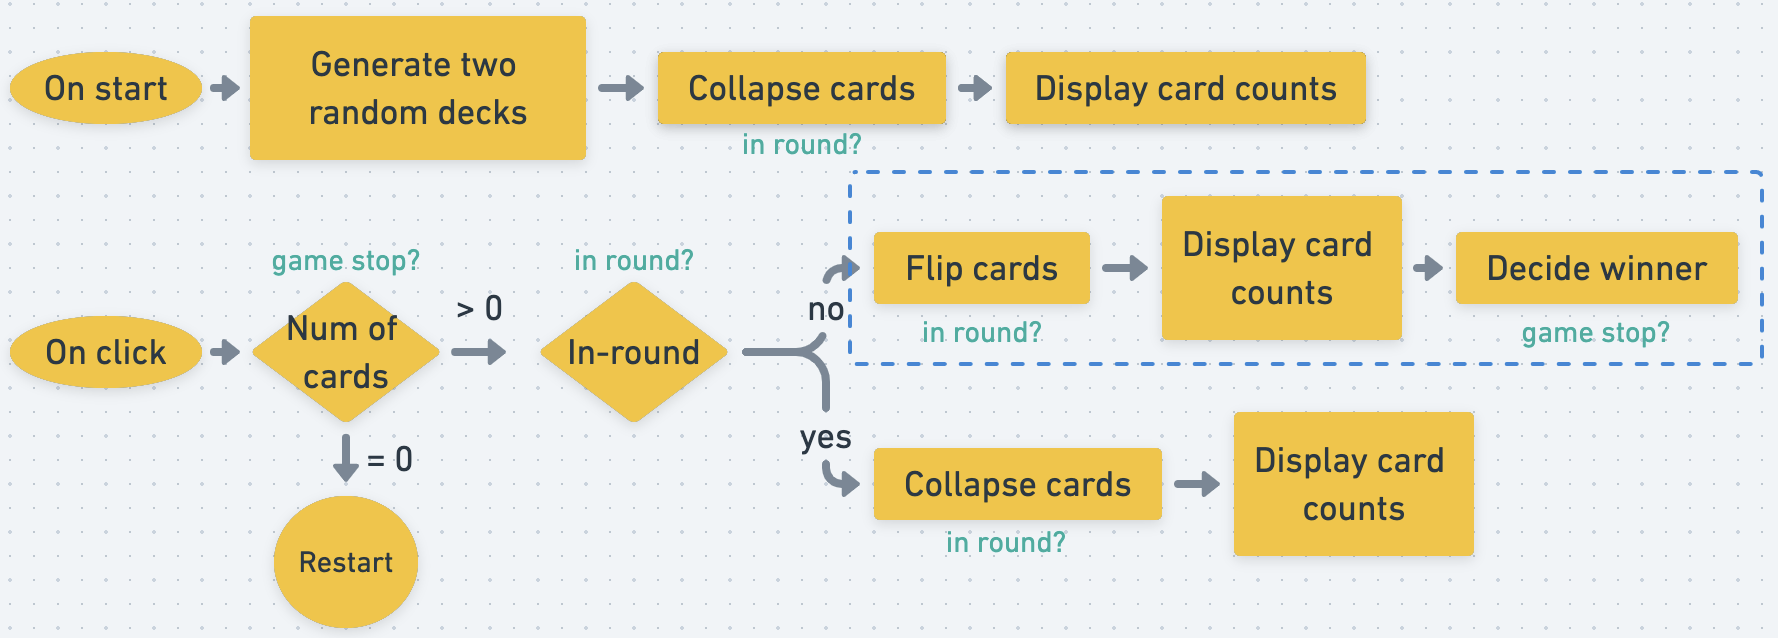 On start
Generate two
random decks
Collapse cards
Display card counts
in round?
game stop?
in round?
On click
Num of
cards
> 0
In-round
no
Flip cards
in round?
Display card
counts
Decide winner
game stop?
= 0
Restart
yes
Collapse cards
in round?
Display card
counts